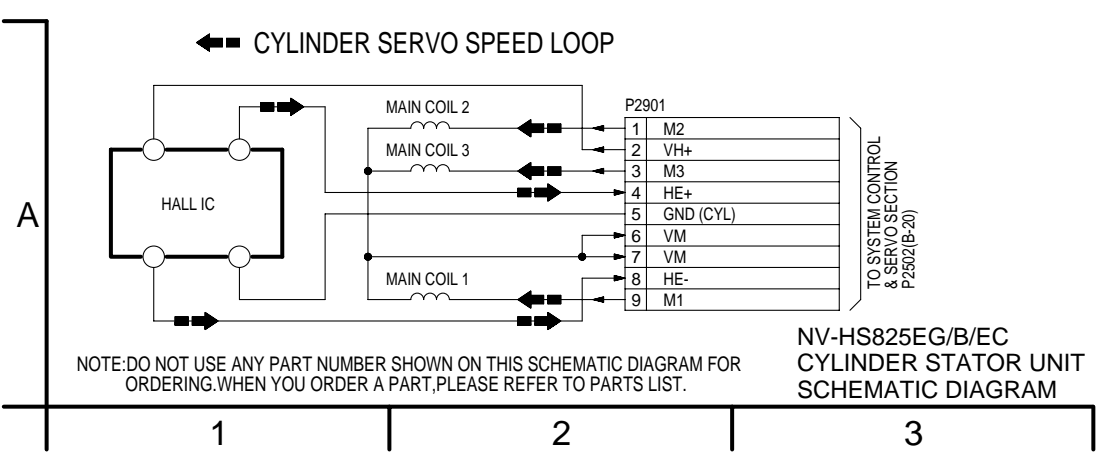 CYLINDER SERVO SPEED LOOP
MAIN COIL 2
P2901
1 M2
MAIN COIL 3
2 VH+
3 M3
4 HE+
A
HALL IC
5 GND (CYL)
6 VM
7 VM
MAIN COIL 1
8 HE-
9 M1
TO SYSTEM CONTROL
& SERVO SECTION
P2502(B-20)
NOTE:DO NOT USE ANY PART NUMBER SHOWN ON THIS SCHEMATIC DIAGRAM FOR
ORDERING.WHEN YOU ORDER A PART,PLEASE REFER TO PARTS LIST.
NV-HS825EG/B/EC
CYLINDER STATOR UNIT
SCHEMATIC DIAGRAM
1 2 3